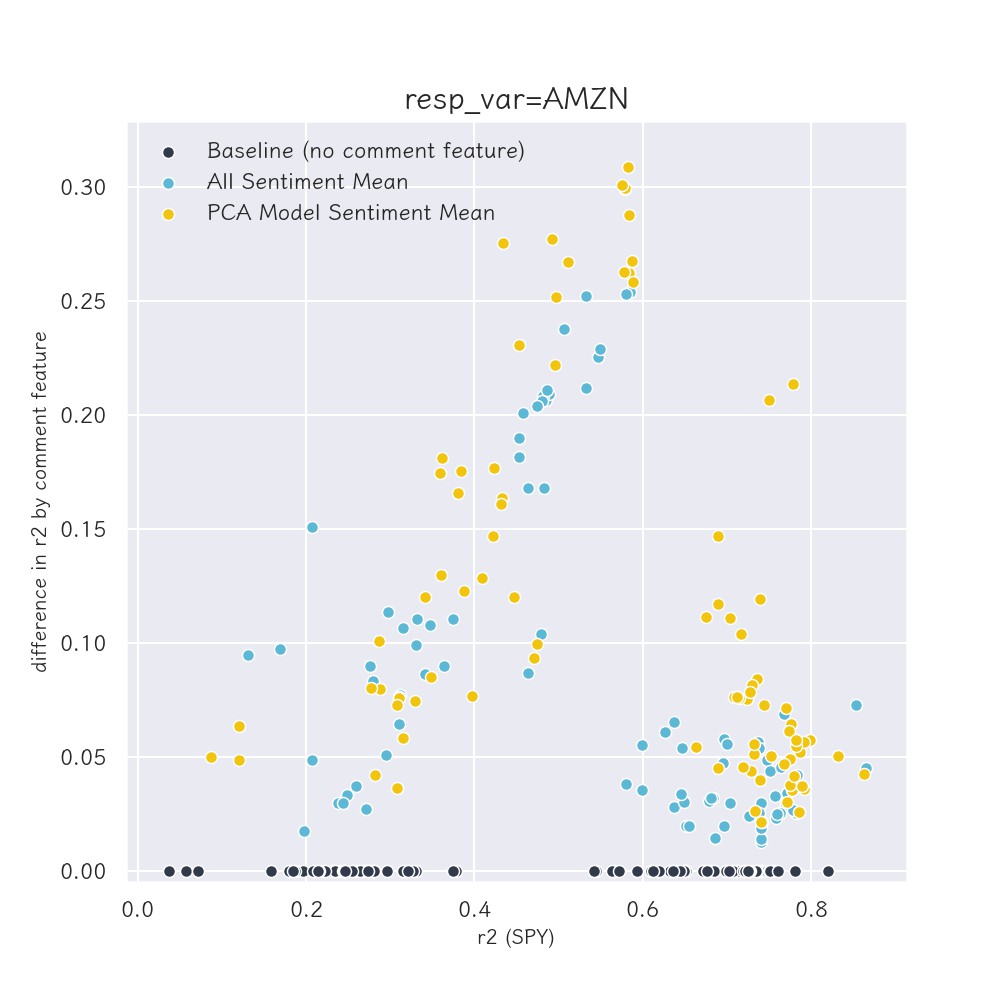 resp_var=AMZN
Baseline (no comment feature)
All Sentiment Mean
PCA Model Sentiment Mean
difference in r2 by comment feature
0.30
0.25
0.20
0.15
0.10
0.05
0.00
0.0 0.2 0.4 0.6 0.8
r2 (SPY)